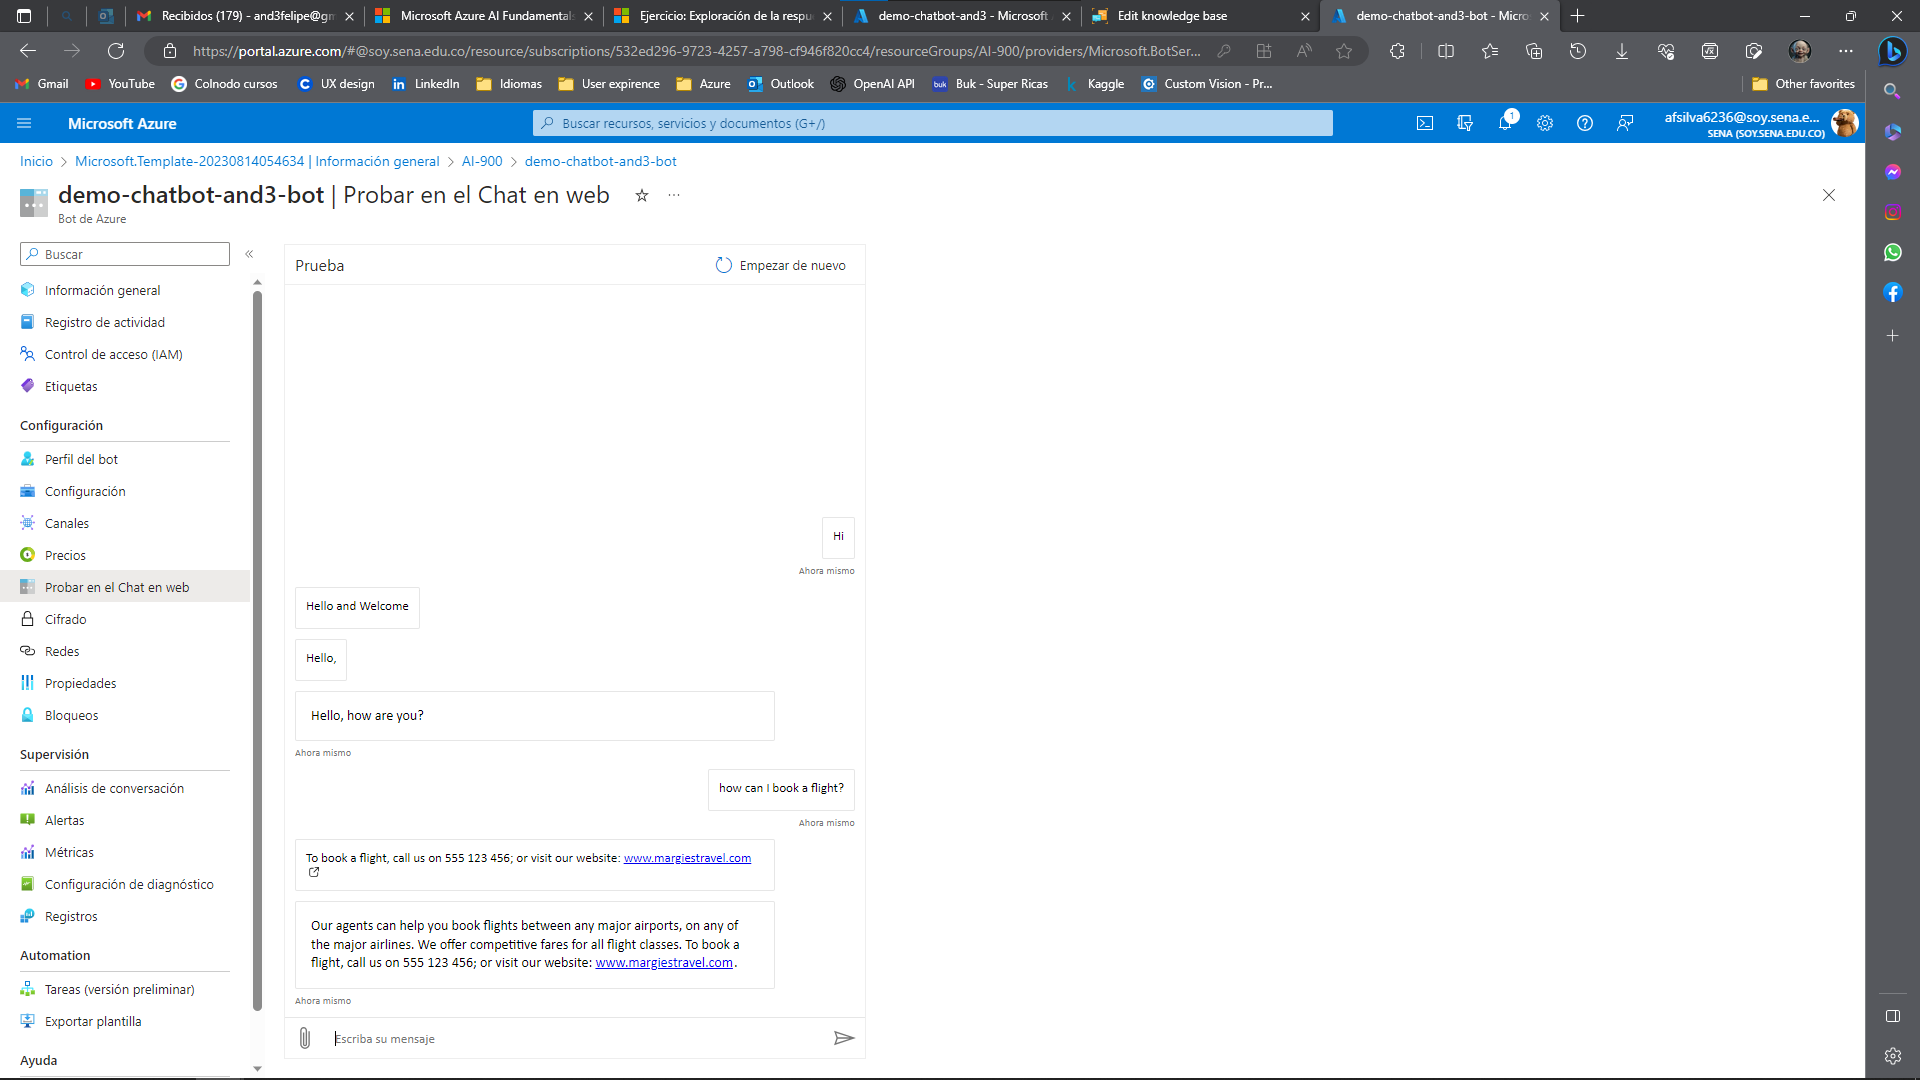 Recibidos (179) - and3felipe@gm
Microsoft Azure AI Fundamentals
Ejercicio: Exploración de la respu
demo-chatbot-and3 - Microsoft
Edit knowledge base
demo-chatbot-and3-bot - Micro
https://portal.azure.com/#@soy.sena.edu.co/resource/subscriptions/532ed296-9723-4257-a798-cf946f820cc4/resourceGroups/AI-900/providers/Microsoft.BotSer...
Gmail
YouTube
Colnodo cursos
UX design
LinkedIn
Idiomas
User expirence
Azure
Outlook
OpenAI API
buk
Buk - Super Ricas
Kaggle
Custom Vision - Pr...
Other favorites
Microsoft Azure
Buscar recursos, servicios y documentos (G+/)
1
afsilva6236@soy.sena.e...
SENA (SOY.SENA.EDU.CO)
Inicio > Microsoft.Template-20230814054634 | Información general > AI-900 > demo-chatbot-and3-bot
demo-chatbot-and3-bot | Probar en el Chat en web
Bot de Azure
Buscar
Información general
Registro de actividad
Control de acceso (IAM)
Etiquetas
Configuración
Perfil del bot
Configuración
Canales
Precios
Probar en el Chat en web
Cifrado
Redes
Propiedades
Bloqueos
Supervisión
Análisis de conversación
Alertas
Métricas
Configuración de diagnóstico
Registros
Automation
Tareas (versión preliminar)
Exportar plantilla
Ayuda
Prueba
Empezar de nuevo
Hi
Ahora mismo
Hello and Welcome
Hello,
Hello, how are you?
Ahora mismo
how can I book a flight?
Ahora mismo
To book a flight, call us on 555 123 456; or visit our website: www.margiestravel.com
Our agents can help you book flights between any major airports, on any of
the major airlines. We offer competitive fares for all flight classes. To book a
flight, call us on 555 123 456; or visit our website: www.margiestravel.com.
Ahora mismo
Escriba su mensaje